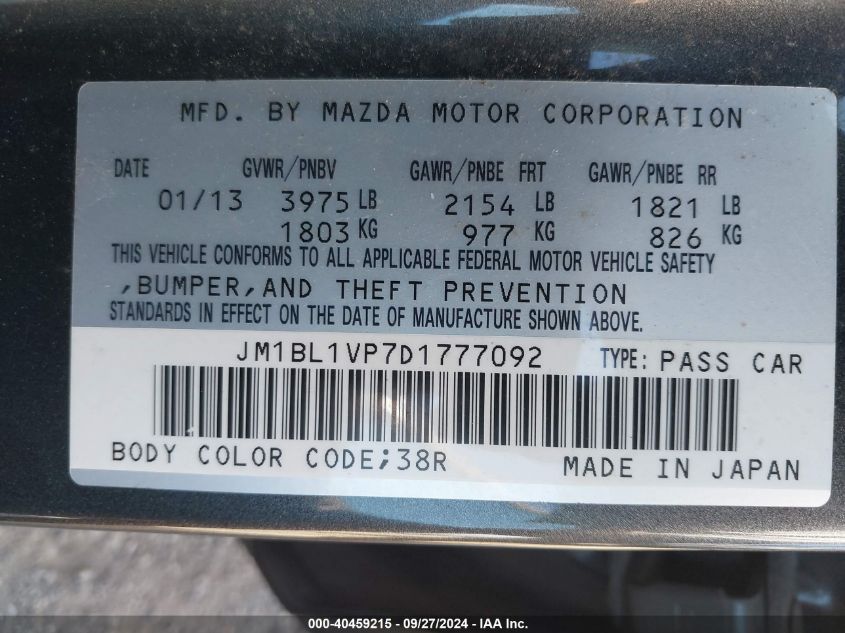 MFD. BY MAZDA MOTOR CORPORATION
DATE GVWR/PNBV GAWR/PNBE FRT GAWR/PNBE RR
01/13 3975 LB 2154 LB 1821 LB
1803 KG 977 KG 826 KG
THIS VEHICLE CONFORMS TO ALL APPLICABLE FEDERAL MOTOR VEHICLE SAFETY
,BUMPER,AND THEFT PREVENTION
STANDARDS IN EFFECT ON THE DATE OF MANUFACTURE SHOWN ABOVE.
JM1BL1VP7D1777092 TYPE: PASS CAR
BODY COLOR CODE;38R MADE IN JAPAN
000-40459215 - 09/27/2024 - IAA Inc.